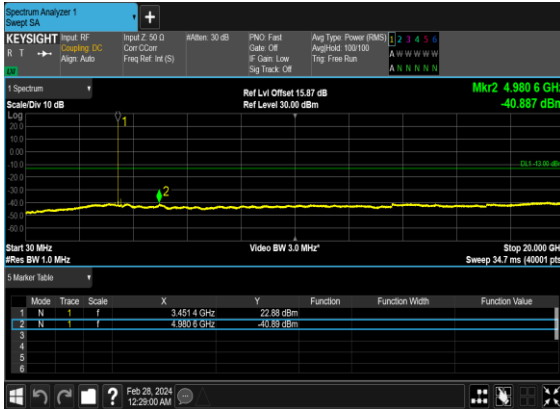 Spectrum Analyzer 1
Swept SA
KEYSIGHT
R T
Input: RF
Coupling: DC
Align: Auto
Input Z: 50 Ω
Corr CCorr
Freq Ref: Int (S)
#Atten: 30 dB
PNO: Fast
Gate: Off
IF Gain: Low
Sig Track: Off
Avg Type: Power (RMS)
Avg|Hold: 100/100
Trig: Free Run
1 2 3 4 5 6
A W W W W W
A N N N N N
1 Spectrum
Scale/Div 10 dB
Ref Lvl Offset 15.87 dB
Ref Level 30.00 dBm
Mkr2 4.980 6 GHz
-40.887 dBm
Log
20.0
10.0
0.00
-10.0
-20.0
-30.0
-40.0
-50.0
-60.0
1
2
DL1 -13.00 dBm
Start 30 MHz
#Res BW 1.0 MHz
Video BW 3.0 MHz*
Stop 20.000 GH
Sweep 34.7 ms (40001 pts
5 Marker Table
Mode Trace Scale X Y Function Function Width Function Value
1 N 1 f 3.451 4 GHz 22.88 dBm
2 N 1 f 4.980 6 GHz -40.89 dBm
3
4
5
6
?
Feb 28, 2024
12:29:00 AM